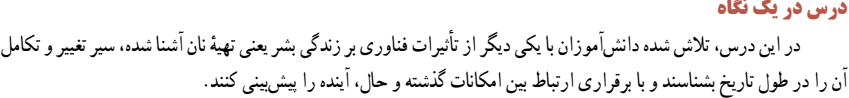 درس در یک نگاه
در این درس، تلاش شده دانش‌آموزان با یکی دیگر از تأثیرات فناوری بر زندگی بشر یعنی تهیهٔ نان آشنا شده، سیر تغییر و تکامل
آن را در طول تاریخ بشناسند و با برقراری ارتباط بین امکانات گذشته و حال، آینده را پیش‌بینی کنند.